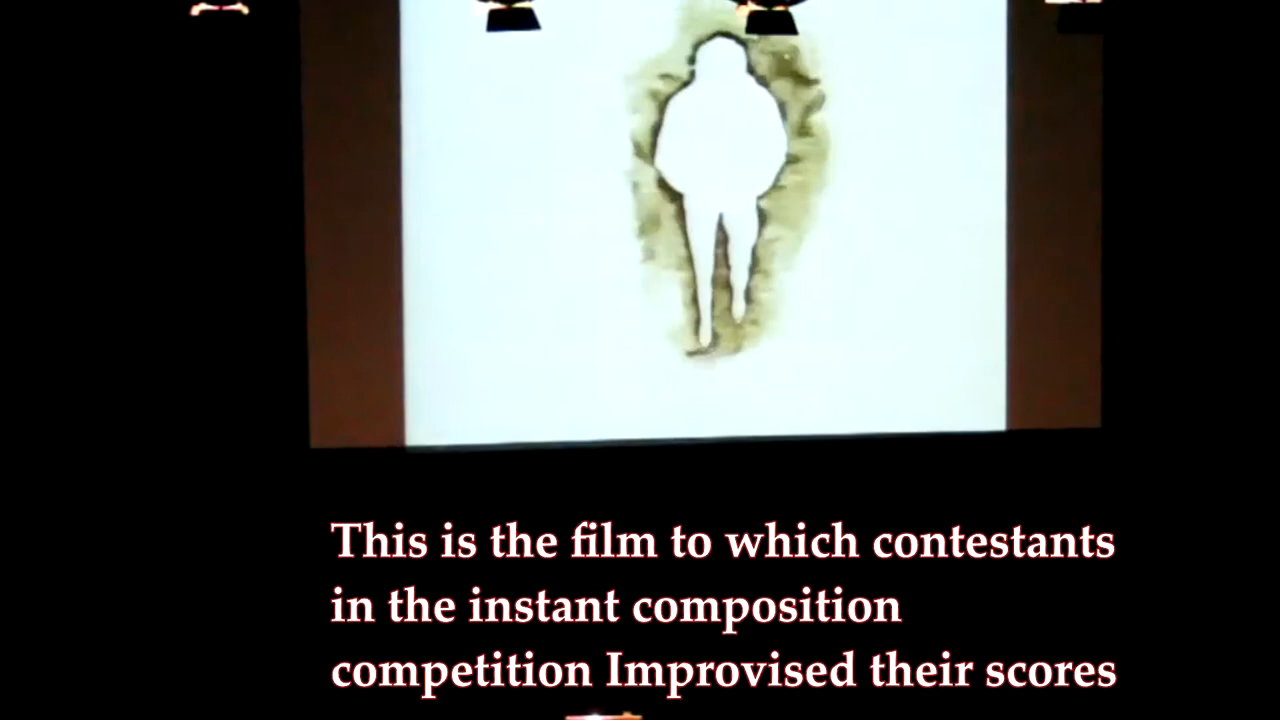 This is the film to which contestants
in the instant composition
competition Improvised their scores